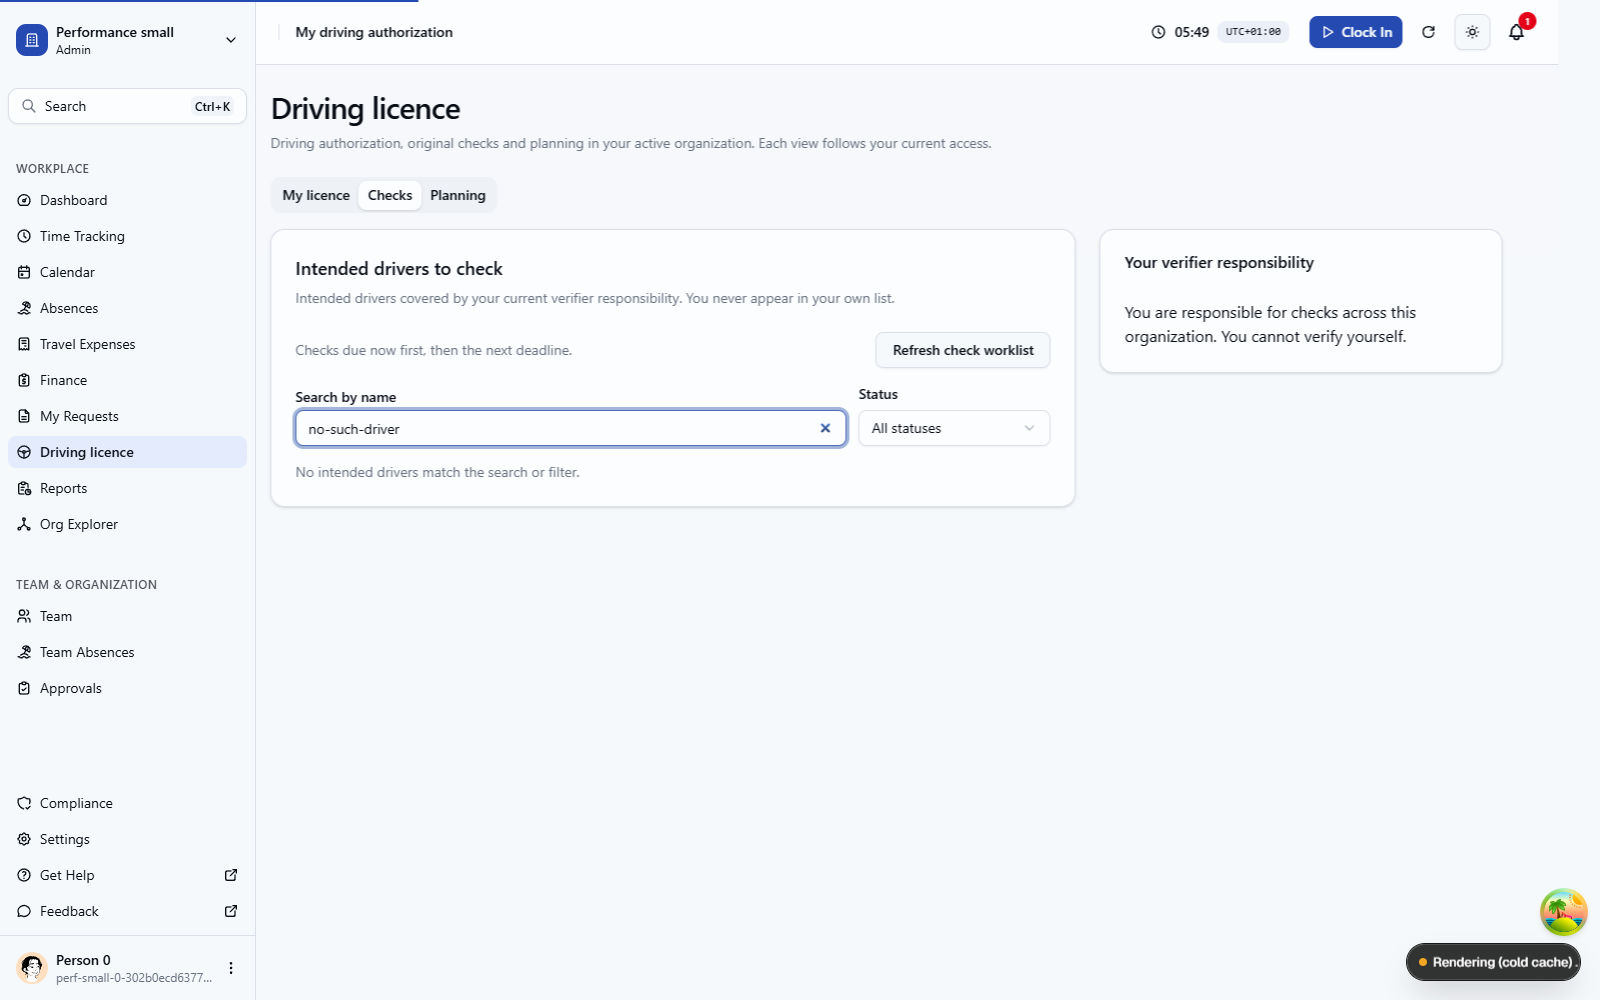 Performance small
Admin
Search
Ctrl+K
WORKPLACE
Dashboard
Time Tracking
Calendar
Absences
Travel Expenses
Finance
My Requests
Driving licence
Reports
Org Explorer
TEAM & ORGANIZATION
Team
Team Absences
Approvals
Compliance
Settings
Get Help
Feedback
Person 0
perf-small-0-302b0ecd6377...
My driving authorization
05:49
UTC+01:00
Clock In
1
Driving licence
Driving authorization, original checks and planning in your active organization. Each view follows your current access.
My licence
Checks
Planning
Intended drivers to check
Intended drivers covered by your current verifier responsibility. You never appear in your own list.
Checks due now first, then the next deadline.
Refresh check worklist
Search by name
Status
no-such-driver
All statuses
No intended drivers match the search or filter.
Your verifier responsibility
You are responsible for checks across this
organization. You cannot verify yourself.
Rendering (cold cache) .